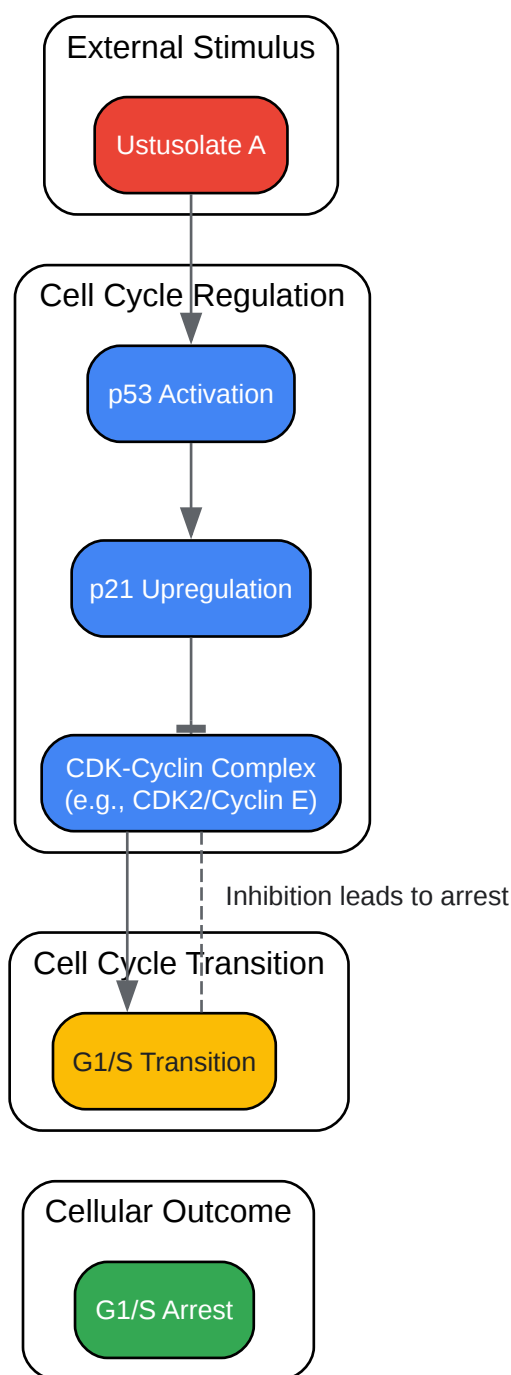 External Stimulus
Ustusolate A
Cell Cycle Regulation
p53 Activation
p21 Upregulation
CDK-Cyclin Complex
(e.g., CDK2/Cyclin E)
Inhibition leads to arrest
Cell Cycle Transition
G1/S Transition
Cellular Outcome
G1/S Arrest